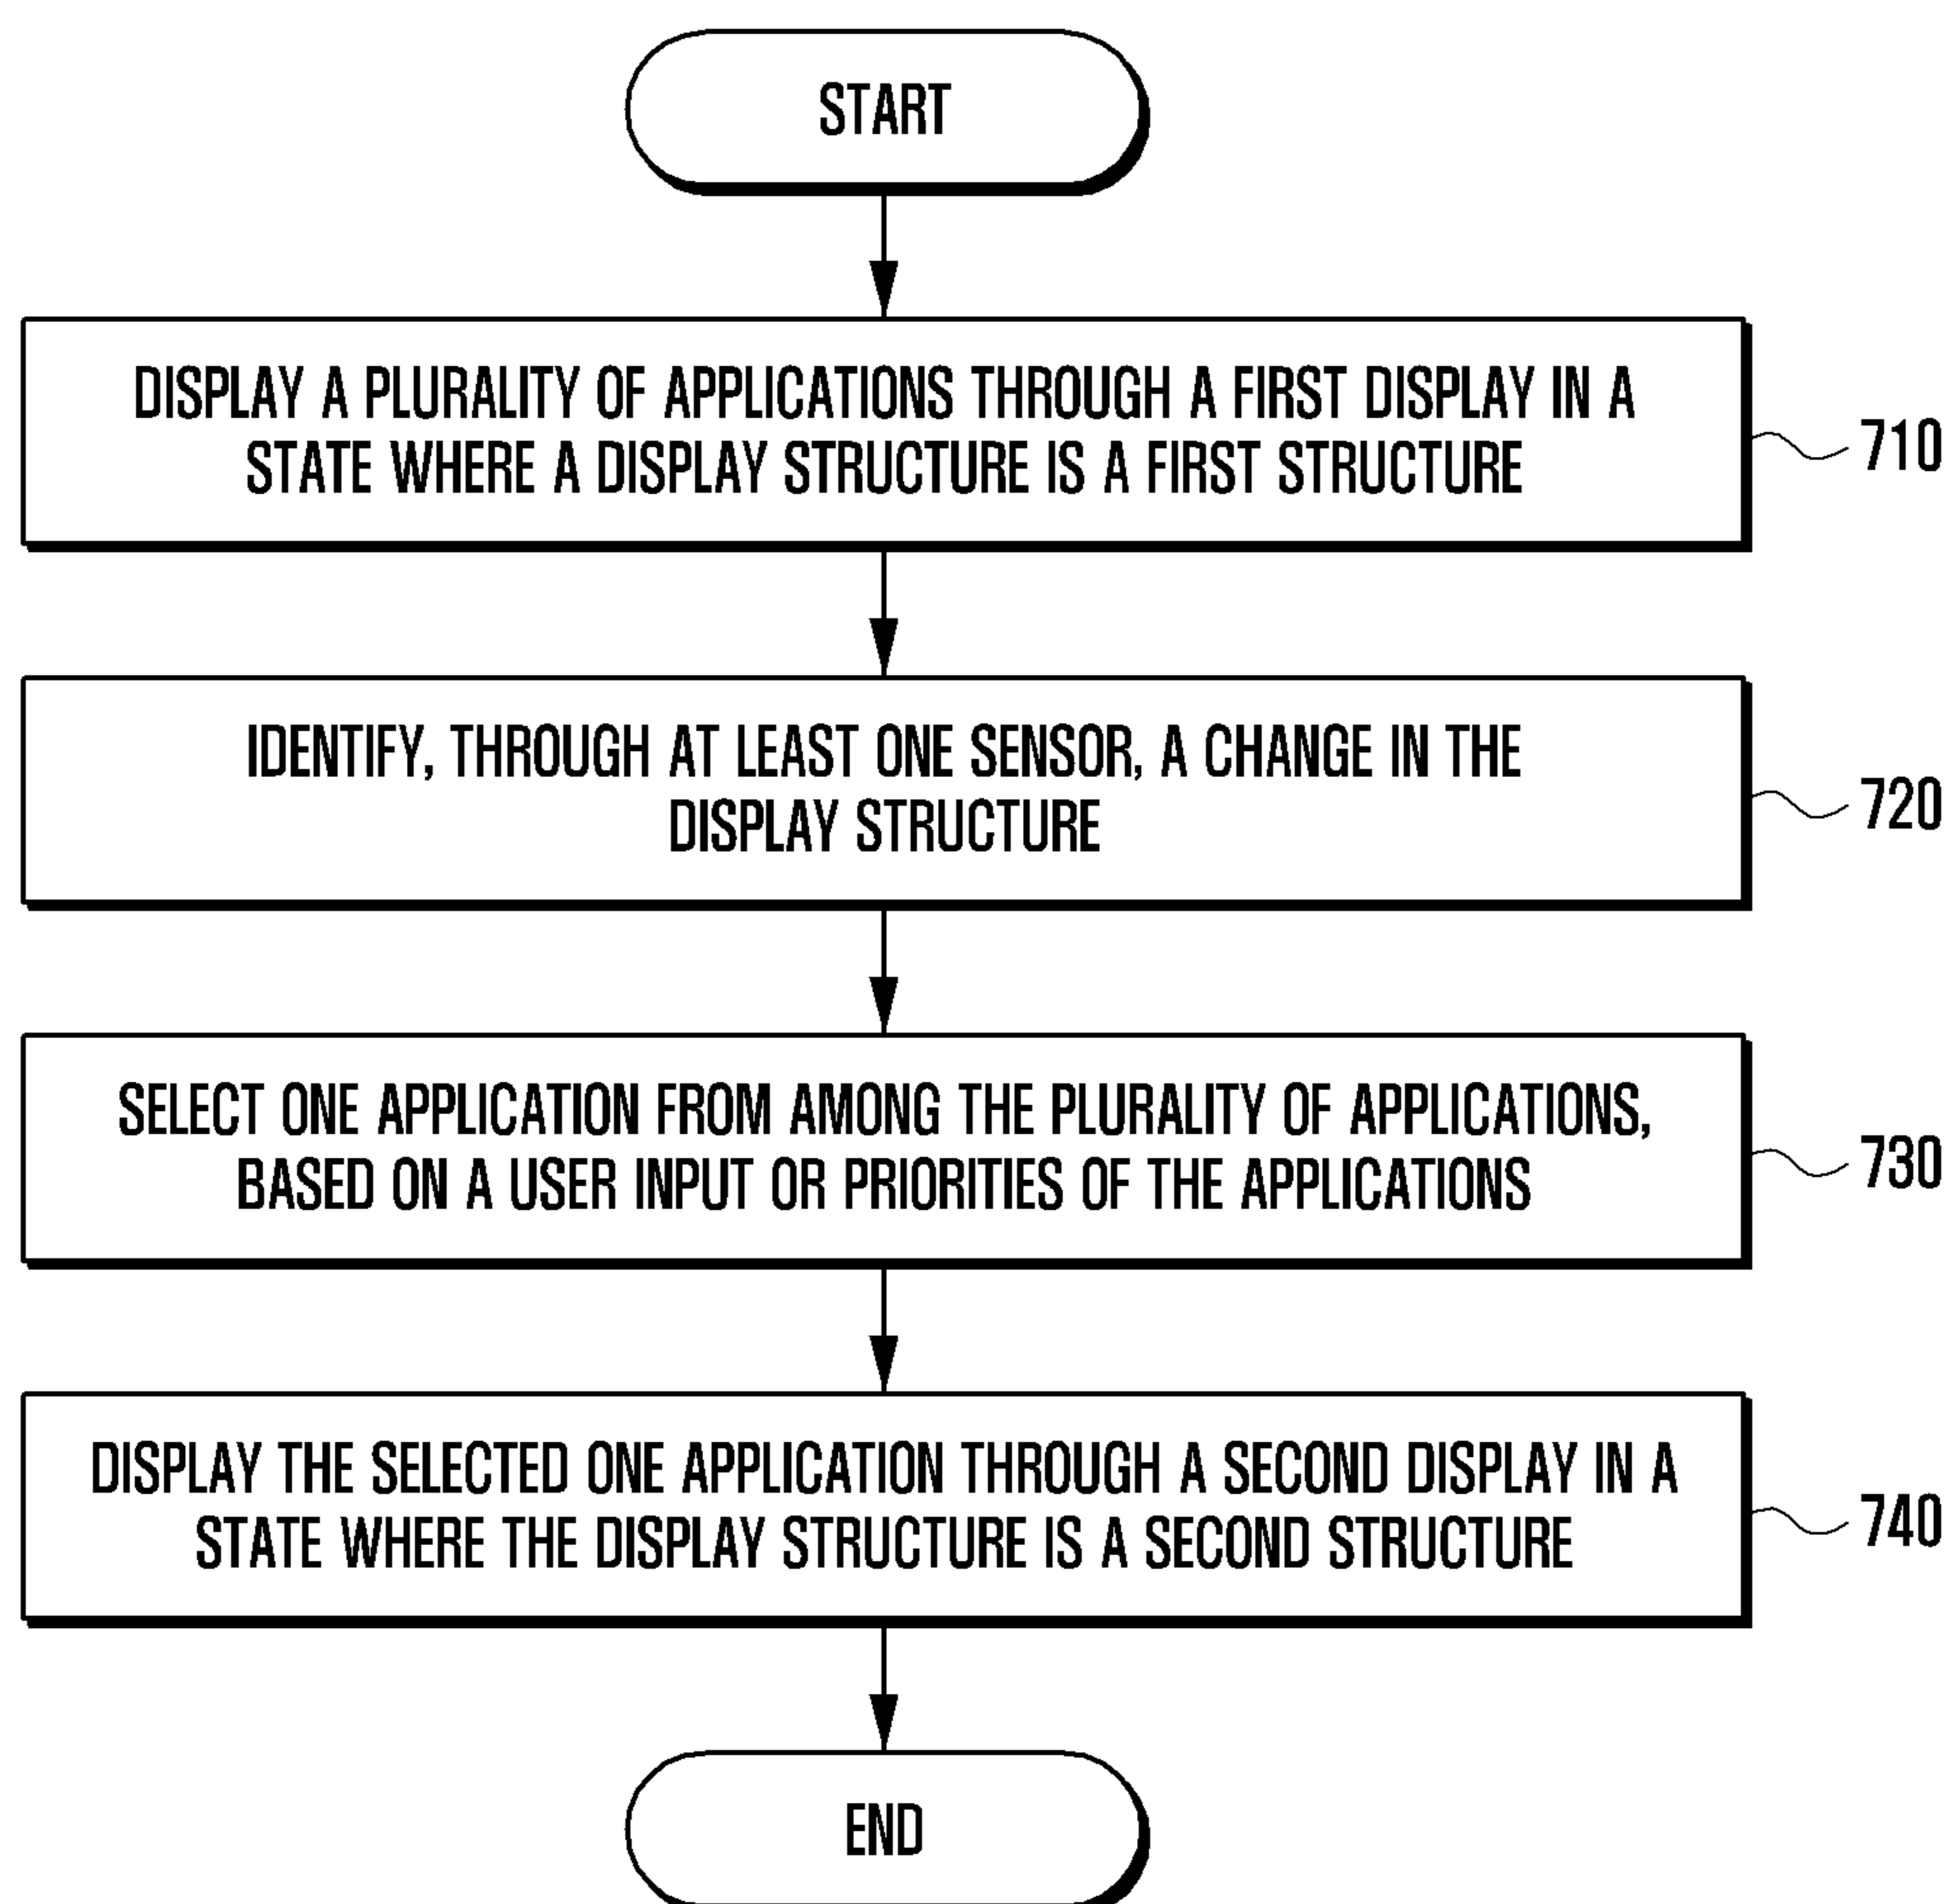 START
DISPLAY A PLURALITY OF APPLICATIONS THROUGH A FIRST DISPLAY IN A
STATE WHERE A DISPLAY STRUCTURE IS A FIRST STRUCTURE
710
IDENTIFY, THROUGH AT LEAST ONE SENSOR, A CHANGE IN THE
DISPLAY STRUCTURE
720
SELECT ONE APPLICATION FROM AMONG THE PLURALITY OF APPLICATIONS,
BASED ON A USER INPUT OR PRIORITIES OF THE APPLICATIONS
730
DISPLAY THE SELECTED ONE APPLICATION THROUGH A SECOND DISPLAY IN A
STATE WHERE THE DISPLAY STRUCTURE IS A SECOND STRUCTURE
740
END